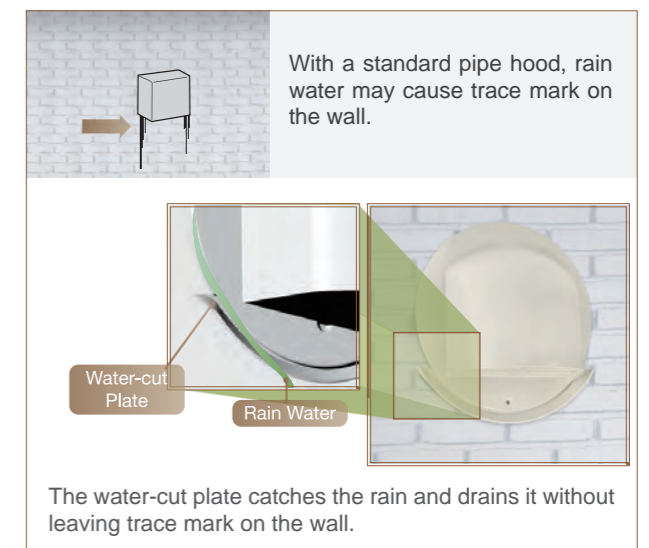 With a standard pipe hood, rain
water may cause trace mark on
the wall.
Water-cut
Plate
Rain Water
The water-cut plate catches the rain and drains it without
leaving trace mark on the wall.